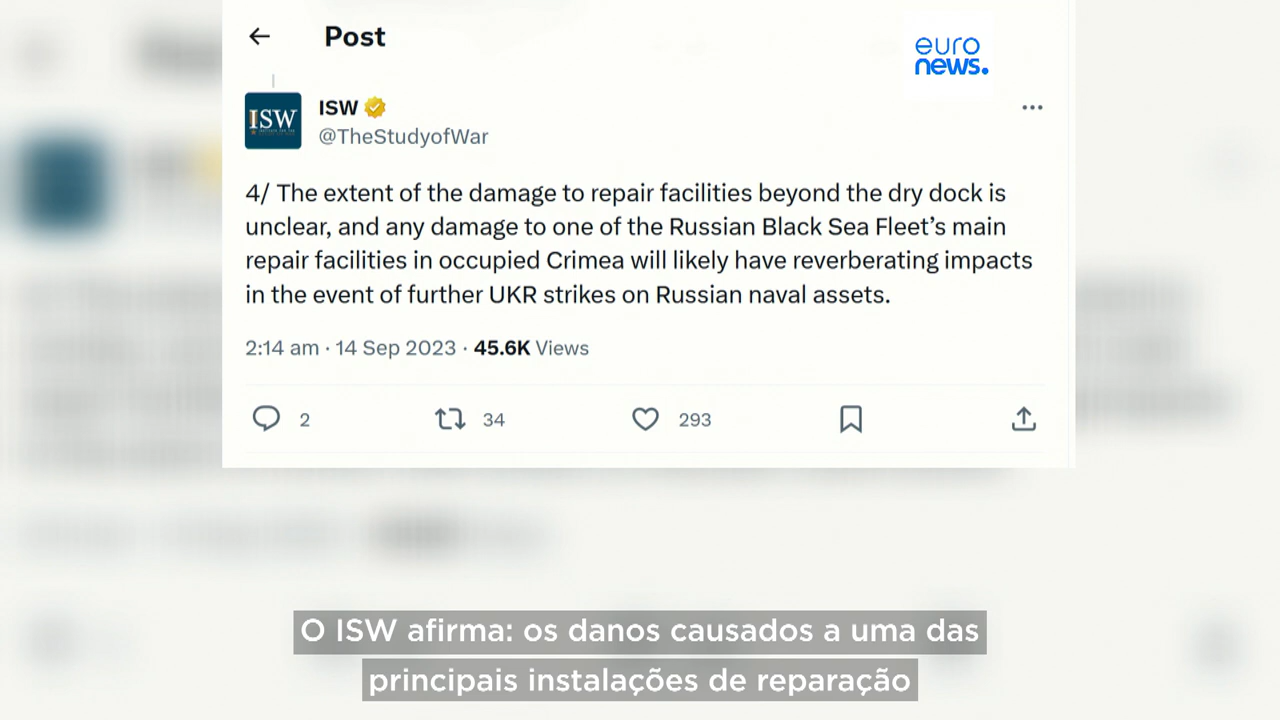 Post
euro
news.
ISW
ISW
@TheStudyofWar
4/ The extent of the damage to repair facilities beyond the dry dock is
unclear, and any damage to one of the Russian Black Sea Fleet’s main
repair facilities in occupied Crimea will likely have reverberating impacts
in the event of further UKR strikes on Russian naval assets.
2:14 am · 14 Sep 2023 · 45.6K Views
2 34 293
O ISW afirma: os danos causados a uma das
principais instalações de reparação